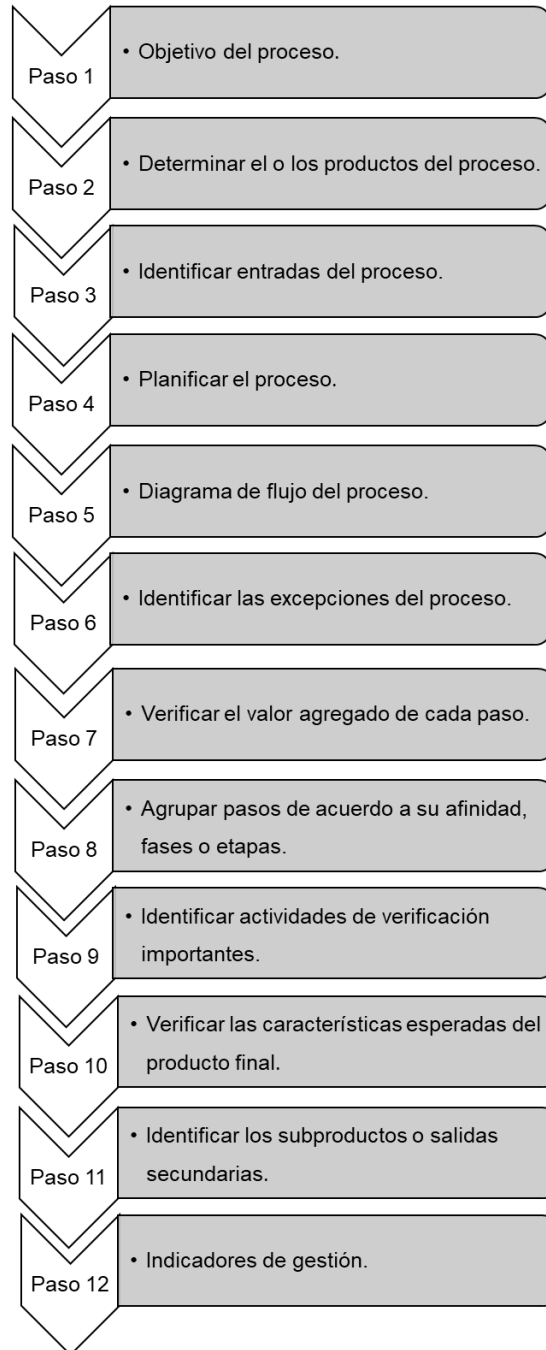 Paso 1
• Objetivo del proceso.
Paso 2
• Determinar el o los productos del proceso.
Paso 3
• Identificar entradas del proceso.
Paso 4
• Planificar el proceso.
Paso 5
• Diagrama de flujo del proceso.
Paso 6
• Identificar las excepciones del proceso.
Paso 7
• Verificar el valor agregado de cada paso.
Paso 8
• Agrupar pasos de acuerdo a su afinidad,
fases o etapas.
Paso 9
• Identificar actividades de verificación
importantes.
Paso 10
• Verificar las características esperadas del
producto final.
Paso 11
• Identificar los subproductos o salidas
secundarias.
Paso 12
• Indicadores de gestión.